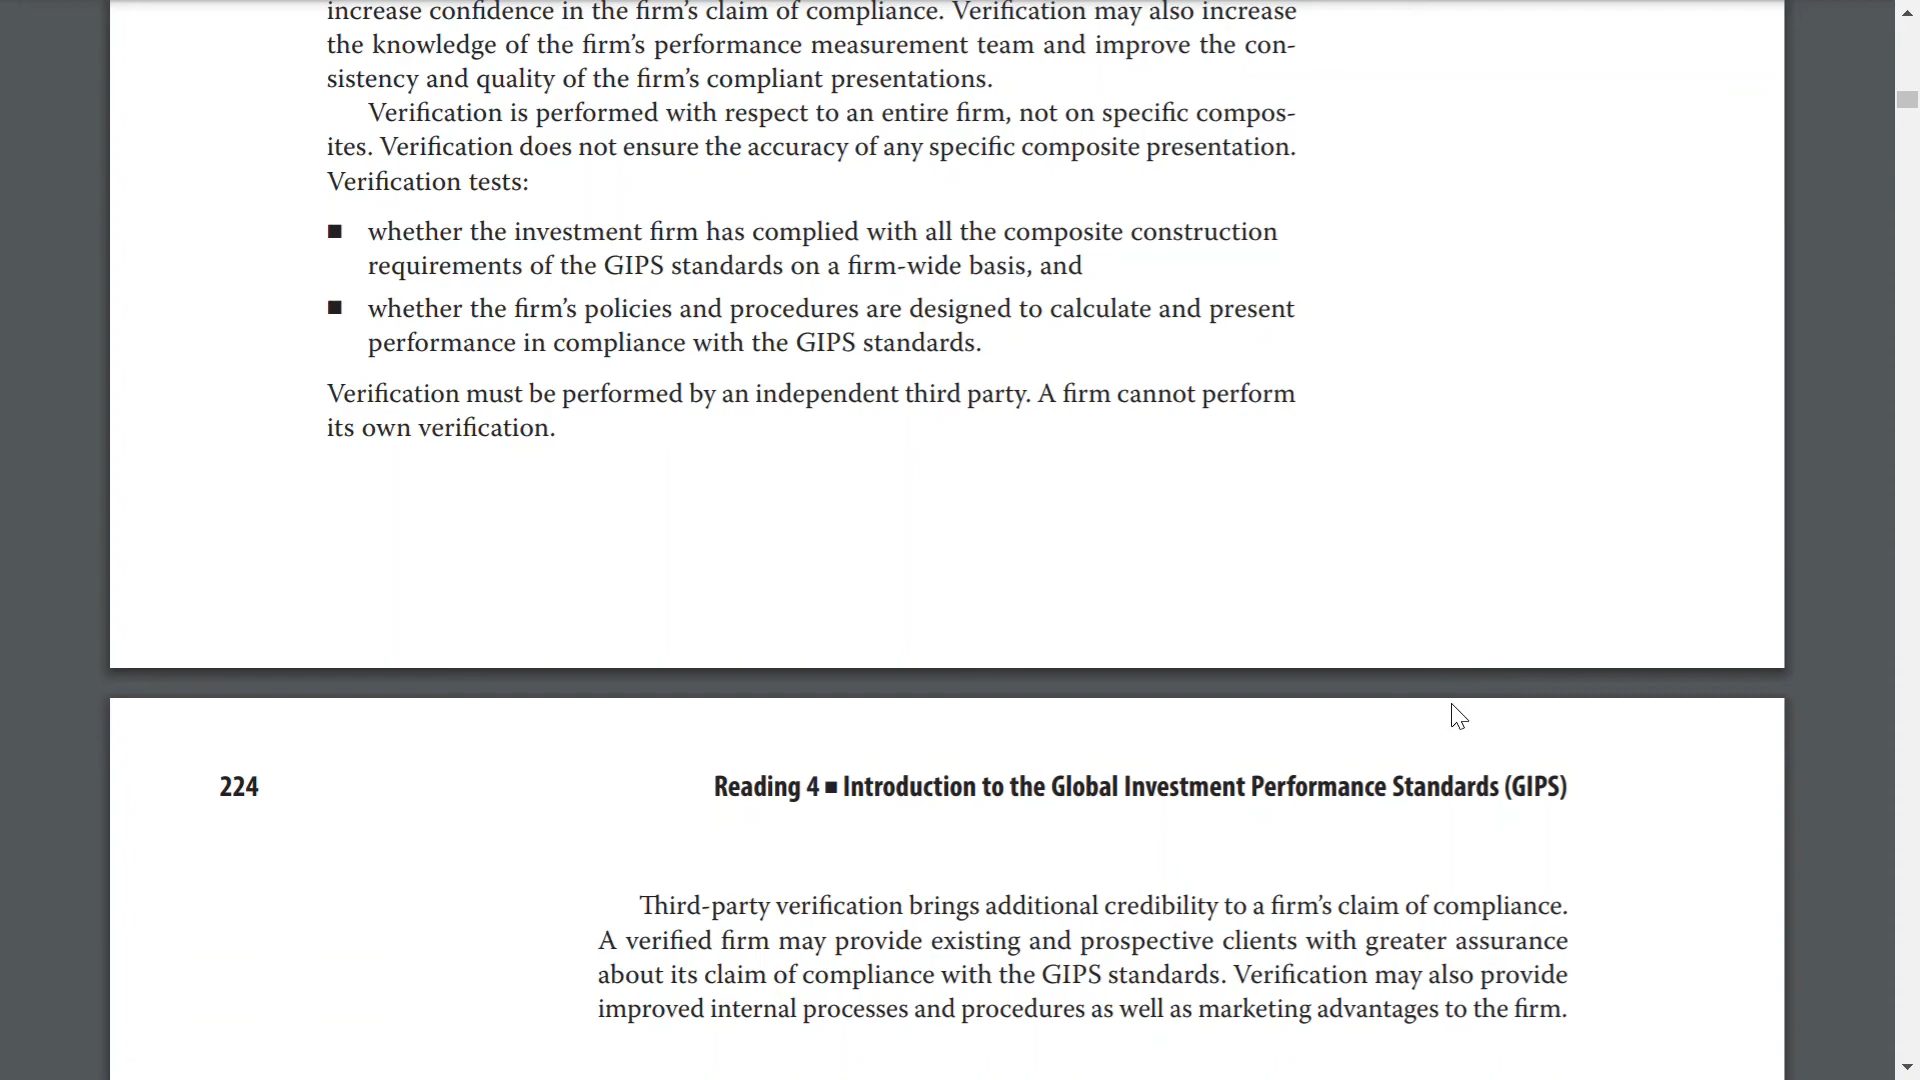 increase confidence in the firm's claim of compliance. Verification may also increase
the knowledge of the firm's performance measurement team and improve the con-
sistency and quality of the firm's compliant presentations.
Verification is performed with respect to an entire firm, not on specific compos-
ites. Verification does not ensure the accuracy of any specific composite presentation.
Verification tests:
■ whether the investment firm has complied with all the composite construction
requirements of the GIPS standards on a firm-wide basis, and
■ whether the firm's policies and procedures are designed to calculate and present
performance in compliance with the GIPS standards.
Verification must be performed by an independent third party. A firm cannot perform
its own verification.
224 Reading 4 ■ Introduction to the Global Investment Performance Standards (GIPS)
Third-party verification brings additional credibility to a firm's claim of compliance.
A verified firm may provide existing and prospective clients with greater assurance
about its claim of compliance with the GIPS standards. Verification may also provide
improved internal processes and procedures as well as marketing advantages to the firm.